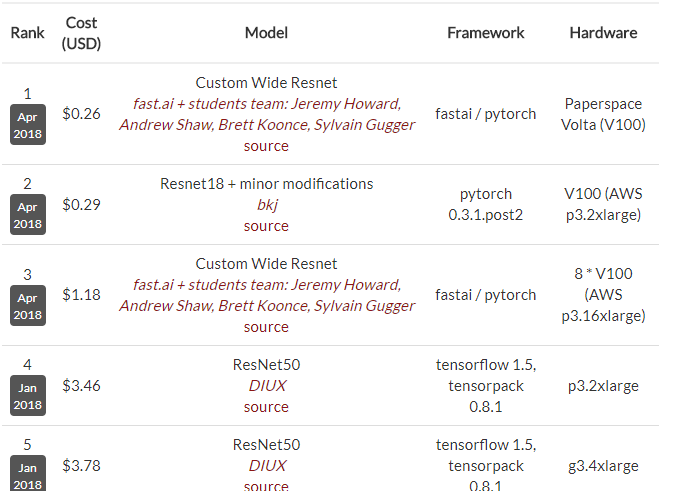 Rank Cost (USD) Model Framework Hardware
1
Apr 2018
$0.26
Custom Wide Resnet
fast.ai + students team: Jeremy Howard,
Andrew Shaw, Brett Koonce, Sylvain Gugger
source
fastai / pytorch
Paperspace
Volta (V100)
2
Apr 2018
$0.29
Resnet18 + minor modifications
bkj
source
pytorch
0.3.1.post2
V100 (AWS
p3.2xlarge)
3
Apr 2018
$1.18
Custom Wide Resnet
fast.ai + students team: Jeremy Howard,
Andrew Shaw, Brett Koonce, Sylvain Gugger
source
fastai / pytorch
8 * V100
(AWS
p3.16xlarge)
4
Jan 2018
$3.46
ResNet50
DIUX
source
tensorflow 1.5,
tensorpack
0.8.1
p3.2xlarge
5
Jan 2018
$3.78
ResNet50
DIUX
source
tensorflow 1.5,
tensorpack
0.8.1
g3.4xlarge